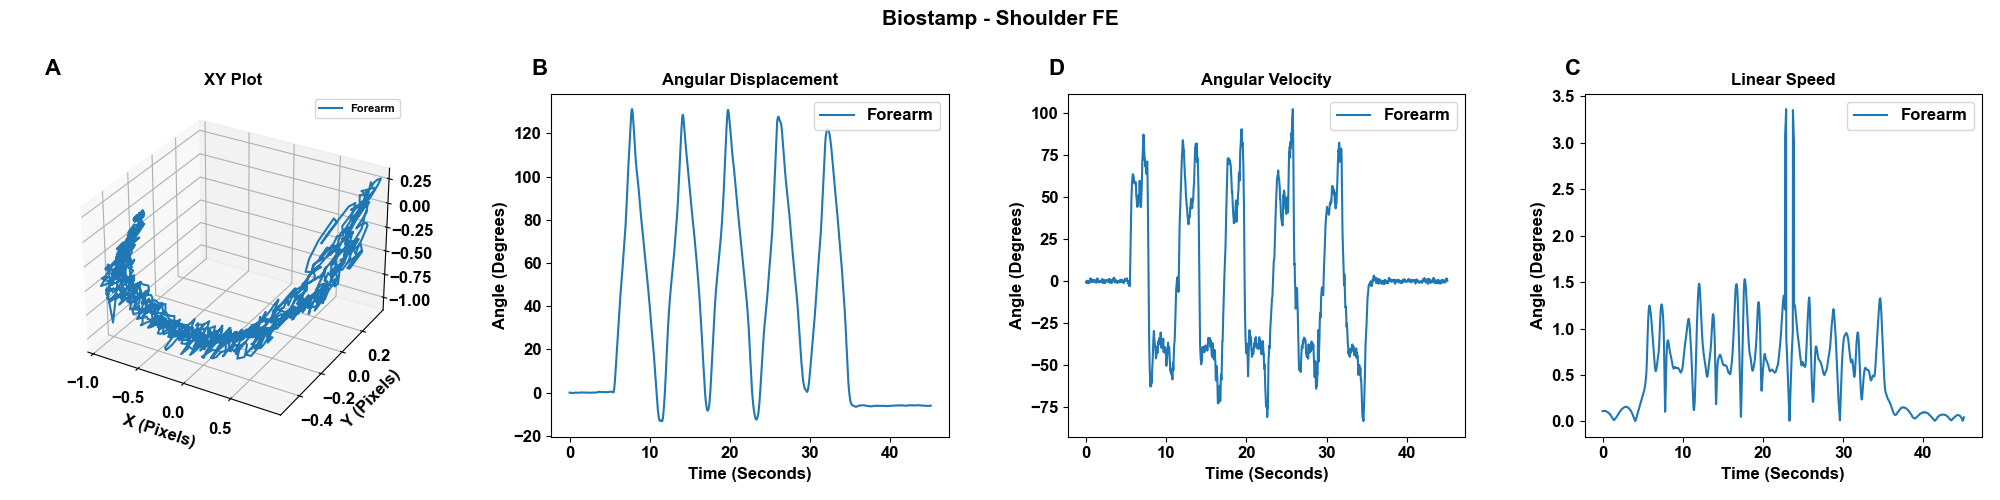 Biostamp - Shoulder FE
A
XY Plot
Forearm
0.25
0.00
−0.25
−0.50
−0.75
−1.00
−1.0
−0.5
0.0
0.5
X (Pixels)
−0.4
−0.2
0.0
0.2
Y (Pixels)
B
Angular Displacement
Forearm
120
100
80
60
40
20
0
−20
Angle (Degrees)
0 10 20 30 40
Time (Seconds)
D
Angular Velocity
Forearm
100
75
50
25
0
−25
−50
−75
Angle (Degrees)
0 10 20 30 40
Time (Seconds)
C
Linear Speed
Forearm
3.5
3.0
2.5
2.0
1.5
1.0
0.5
0.0
Angle (Degrees)
0 10 20 30 40
Time (Seconds)